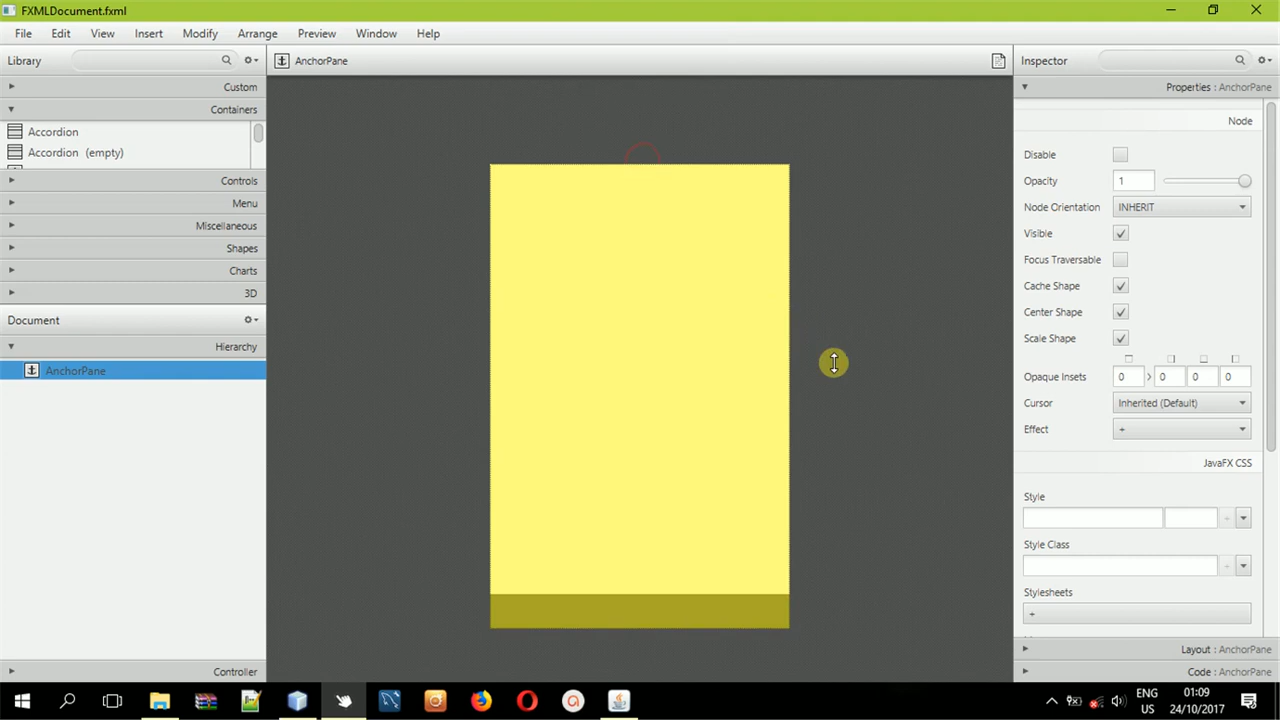 FXMLDocument.fxml
File Edit View Insert Modify Arrange Preview Window Help
Library
AnchorPane
Inspector
Custom
Containers
Accordion
Accordion (empty)
Controls
Menu
Miscellaneous
Shapes
Charts
3D
Document
Hierarchy
AnchorPane
Controller
Properties : AnchorPane
Node
Disable
Opacity 1
Node Orientation INHERIT
Visible
Focus Traversable
Cache Shape
Center Shape
Scale Shape
Opaque Insets 0 0 0 0
Cursor Inherited (Default)
Effect +
JavaFX CSS
Style
Style Class
Stylesheets
+
Layout : AnchorPane
Code : AnchorPane
ENG 01:09
US 24/10/2017